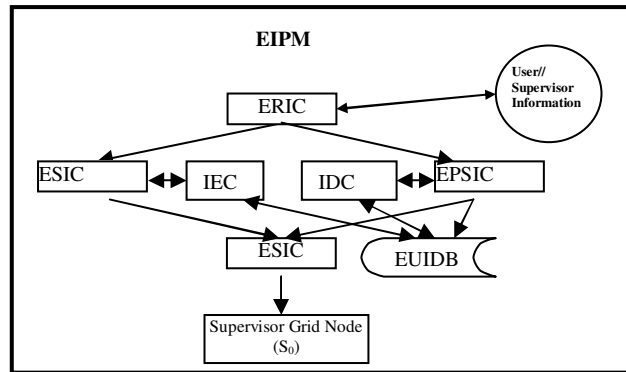 EIPM
User//
Supervisor
Information
ERIC
ESIC
IEC
IDC
EPSIC
ESIC
EUIDB
Supervisor Grid Node
(S₀)